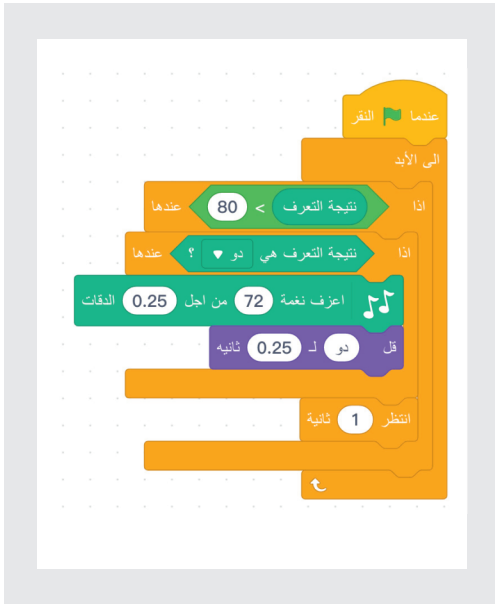 عندما النقر
الى الأبد
اذا نتيجة التعرف > 80 عندها
اذا نتيجة التعرف هي دو ؟ عندها
اعزف نغمة 72 من اجل 0.25 الدقات
قل دو لـ 0.25 ثانيه
انتظر 1 ثانية